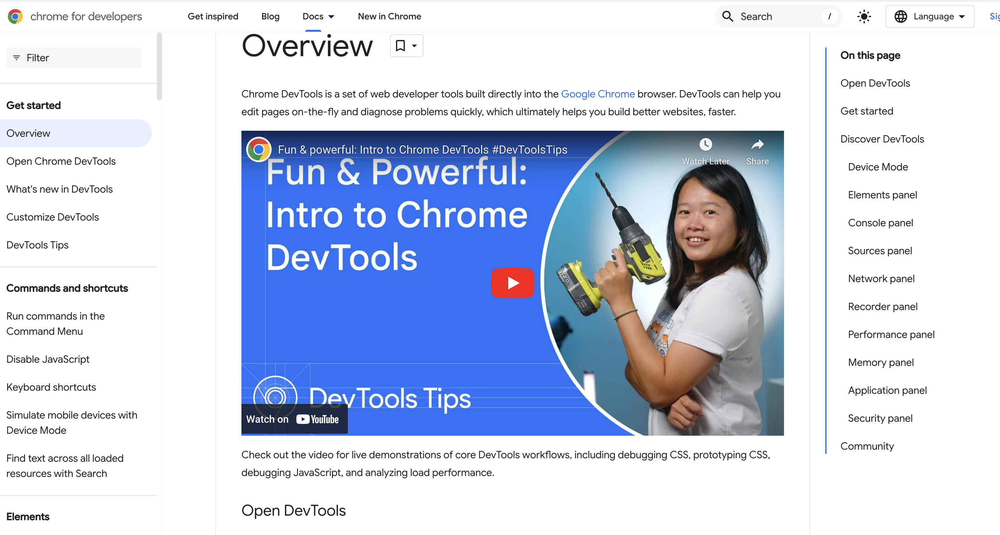 chrome for developers
Get inspired
Blog
Docs
New in Chrome
Search
/
Language
Filter
Get started
Overview
Open Chrome DevTools
What's new in DevTools
Customize DevTools
DevTools Tips
Commands and shortcuts
Run commands in the
Command Menu
Disable JavaScript
Keyboard shortcuts
Simulate mobile devices with
Device Mode
Find text across all loaded
resources with Search
Elements
Overview
Chrome DevTools is a set of web developer tools built directly into the Google Chrome browser. DevTools can help you
edit pages on-the-fly and diagnose problems quickly, which ultimately helps you build better websites, faster.
Fun & powerful: Intro to Chrome DevTools #DevToolsTips
Watch Later
Share
Fun & Powerful:
Intro to Chrome
DevTools
DevTools Tips
Watch on YouTube
Check out the video for live demonstrations of core DevTools workflows, including debugging CSS, prototyping CSS,
debugging JavaScript, and analyzing load performance.
Open DevTools
On this page
Open DevTools
Get started
Discover DevTools
Device Mode
Elements panel
Console panel
Sources panel
Network panel
Recorder panel
Performance panel
Memory panel
Application panel
Security panel
Community